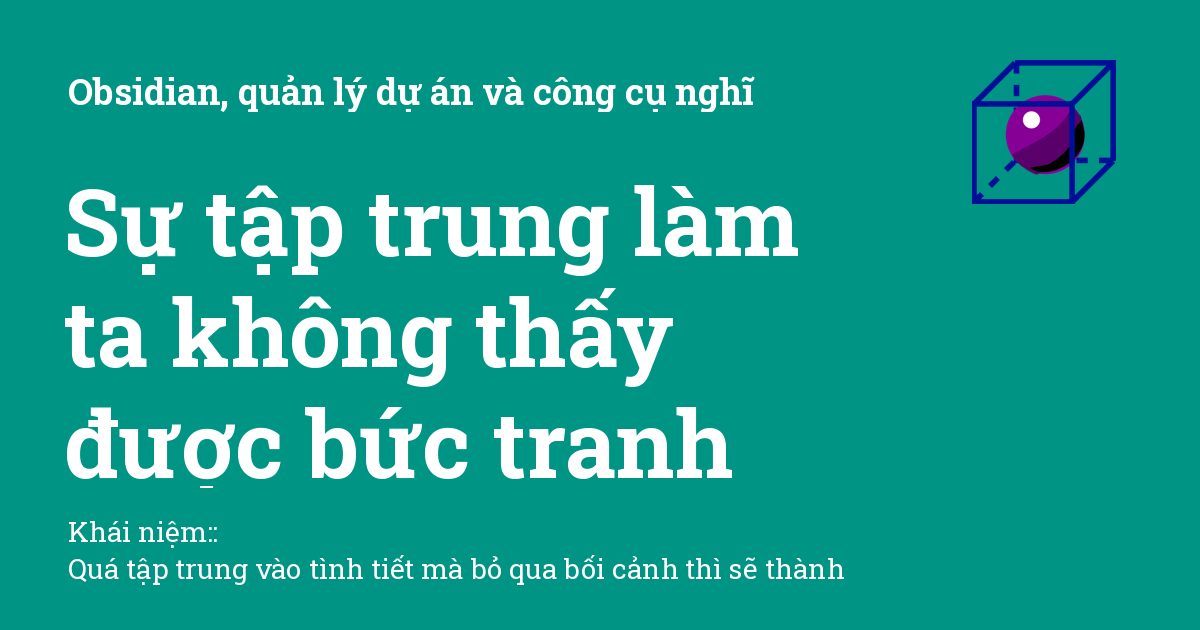 Obsidian, quản lý dự án và công cụ nghĩ
Sự tập trung làm
ta không thấy
được bức tranh
Khái niệm::
Quá tập trung vào tình tiết mà bỏ qua bối cảnh thì sẽ thành